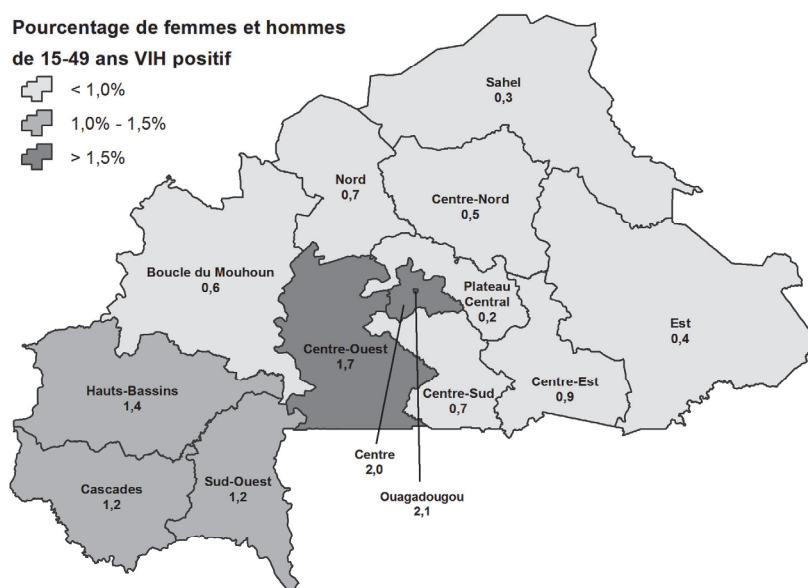 Pourcentage de femmes et hommes
de 15-49 ans VIH positif
< 1,0%
1,0% - 1,5%
> 1,5%
Sahel
0,3
Nord
0,7
Centre-Nord
0,5
Boucle du Mouhoun
0,6
Plateau
Central
0,2
Est
0,4
Centre-Ouest
1,7
Hauts-Bassins
1,4
Centre-Sud
0,7
Centre-Est
0,9
Centre
2,0
Cascades
1,2
Sud-Ouest
1,2
Ouagadougou
2,1